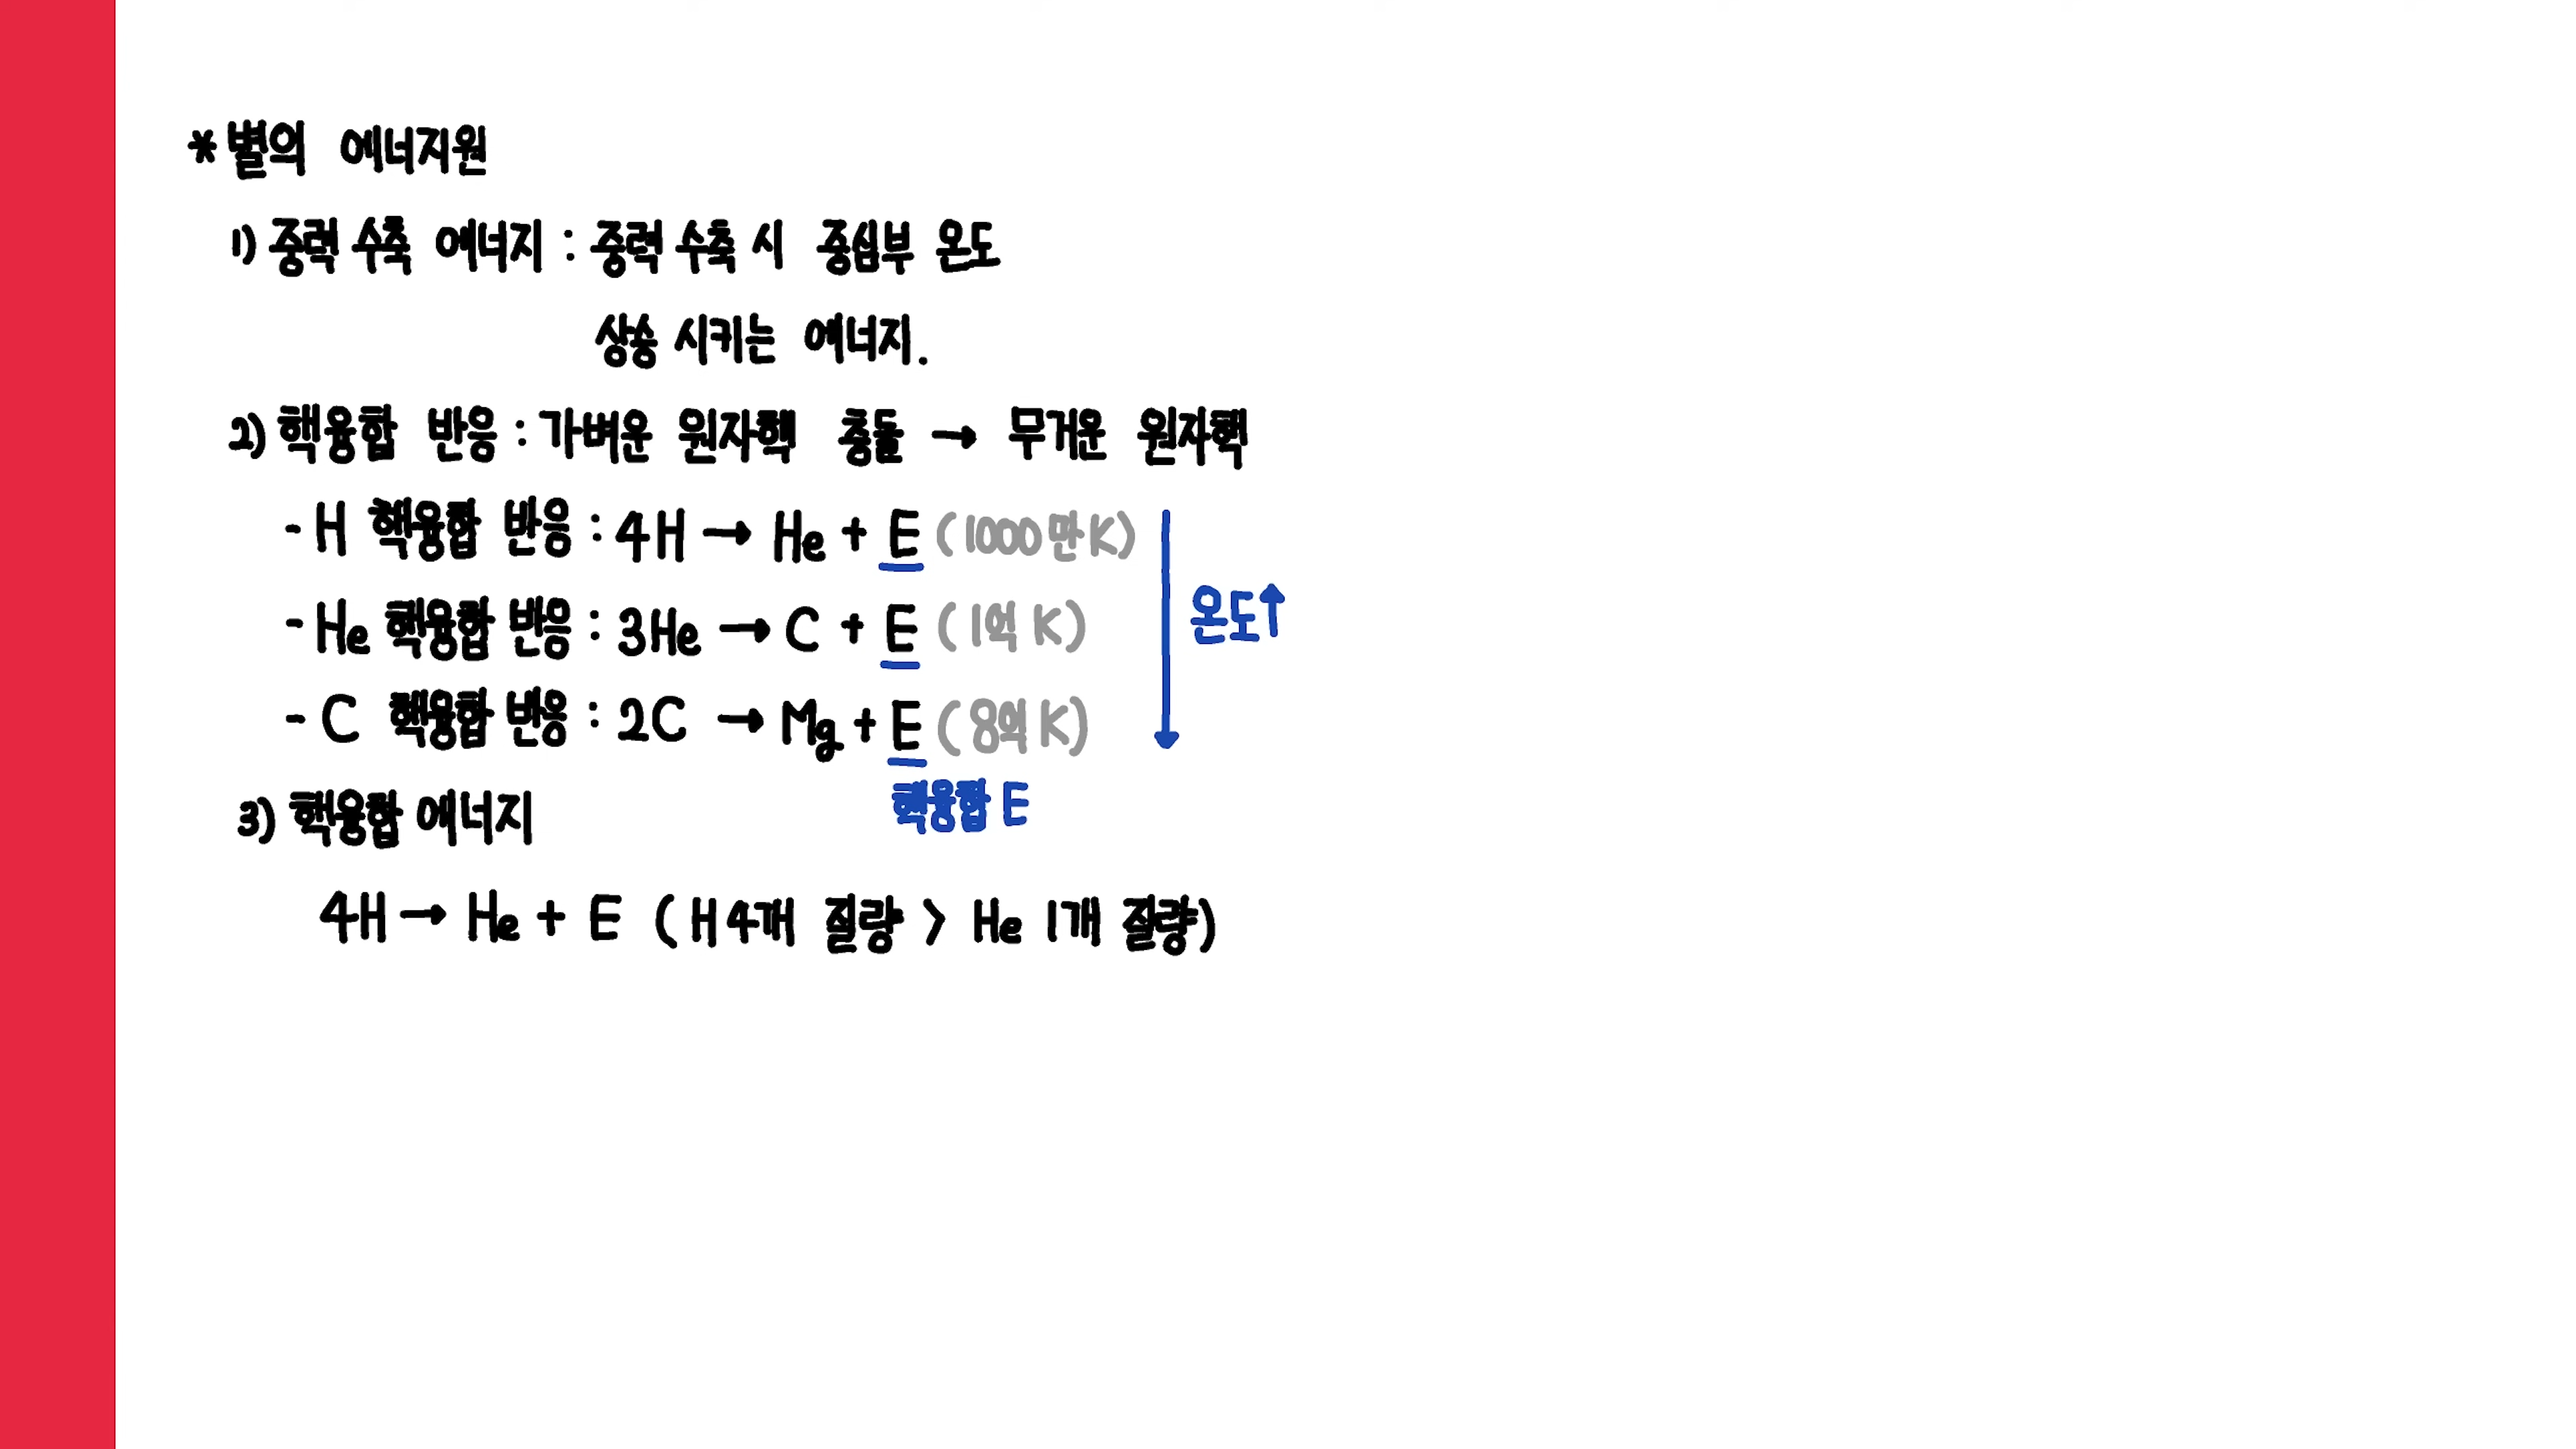 * 별의 에너지원
1) 중력 수축 에너지 : 중력 수축 시 중심부 온도
상승 시키는 에너지.
2) 핵융합 반응 : 가벼운 원자핵 충돌 → 무거운 원자핵
- H 핵융합 반응 : 4H → He + E (1000만 K)
온도↑
- He 핵융합 반응 : 3He → C + E (1억 K)
- C 핵융합 반응 : 2C → Mg + E (8억 K)
핵융합 E
3) 핵융합 에너지
4H → He + E (H 4개 질량 > He 1개 질량)